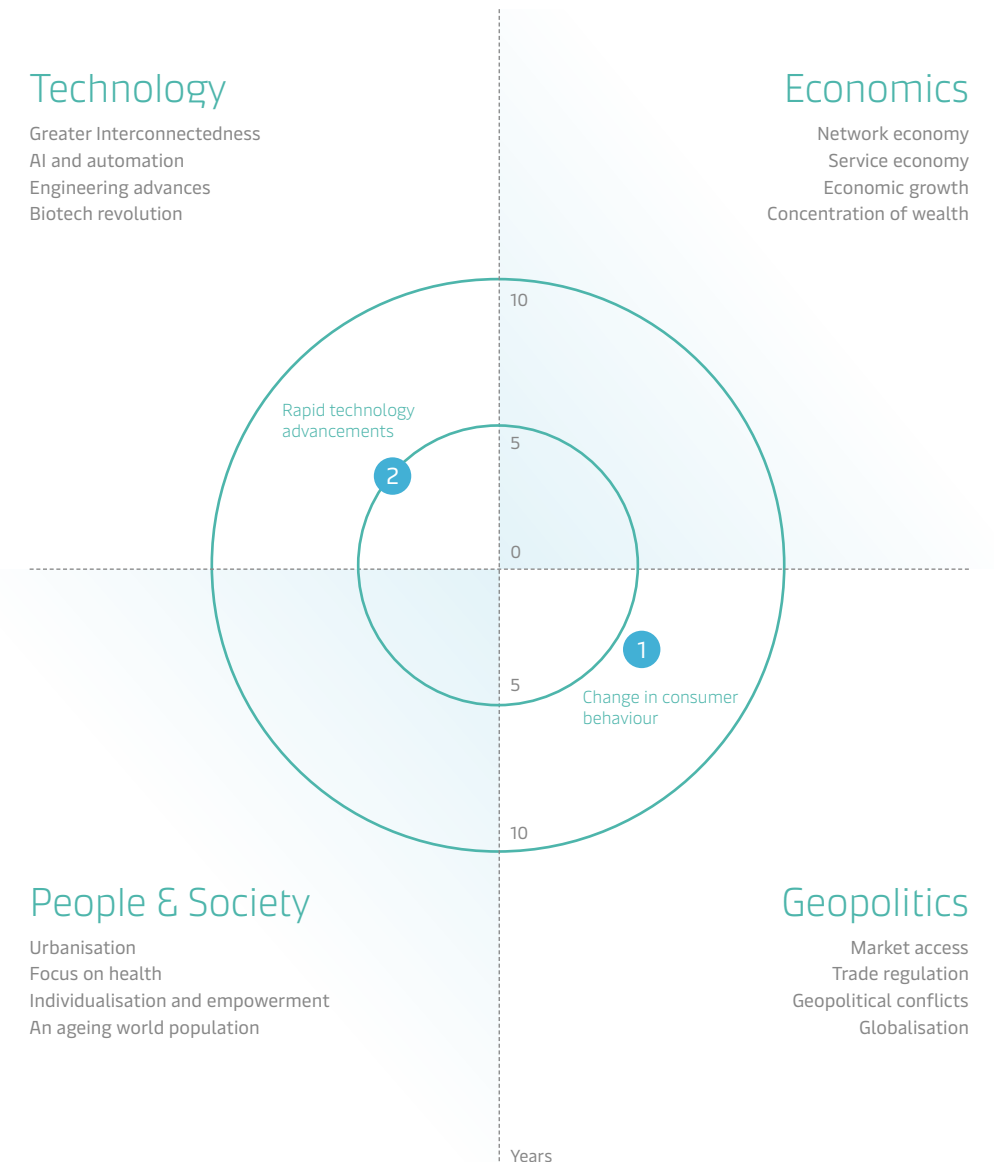 Technology
Greater Interconnectedness
AI and automation
Engineering advances
Biotech revolution
Economics
Network economy
Service economy
Economic growth
Concentration of wealth
10
Rapid technology
advancements
5
2
0
1
5
Change in consumer
behaviour
10
People & Society
Urbanisation
Focus on health
Individualisation and empowerment
An ageing world population
Geopolitics
Market access
Trade regulation
Geopolitical conflicts
Globalisation
Years